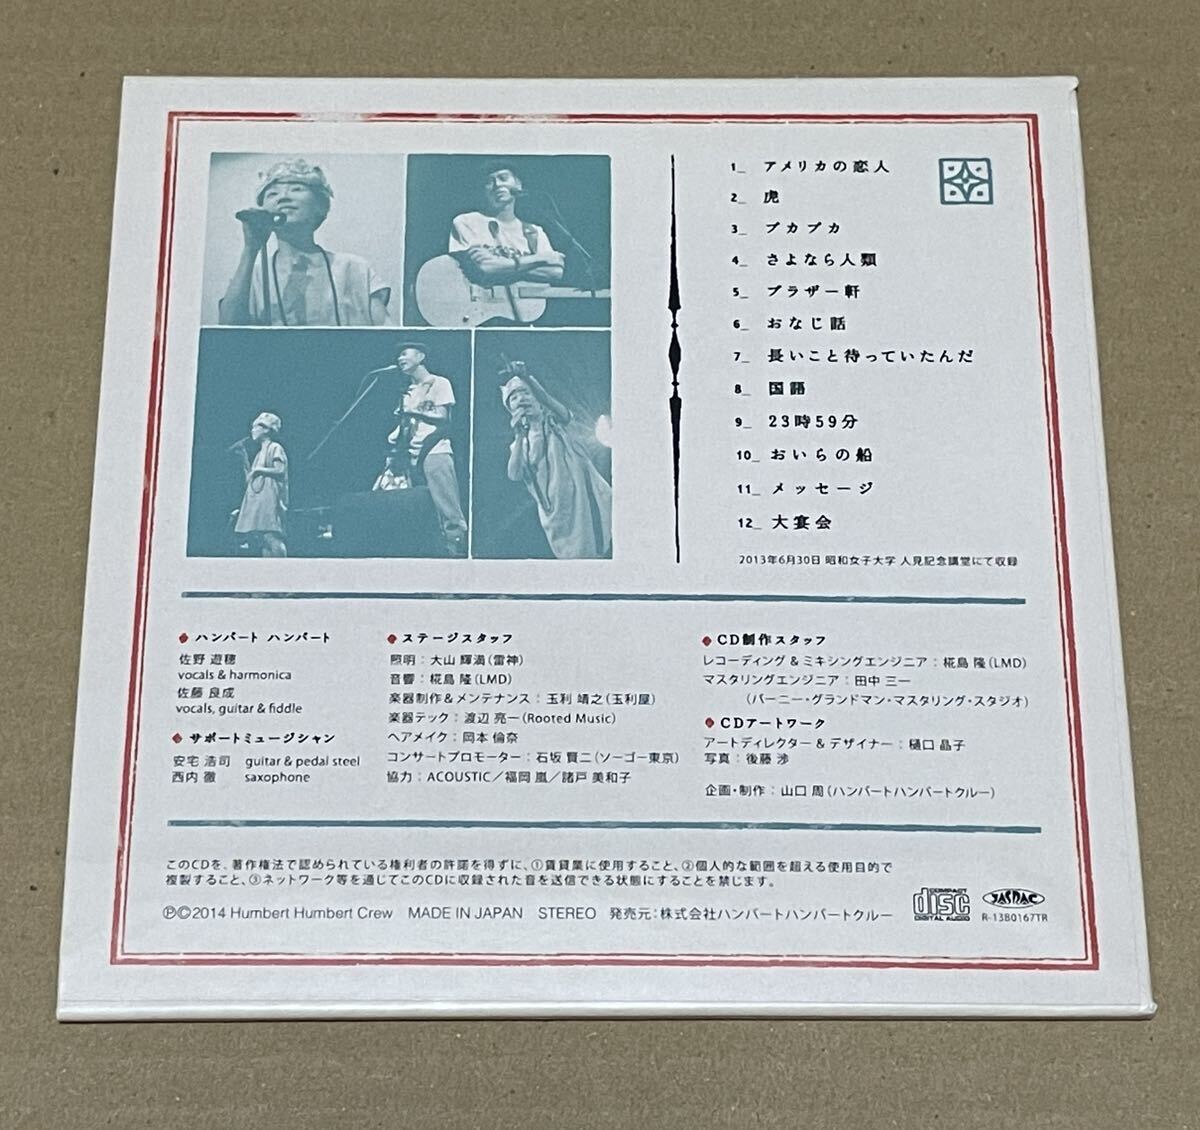 1_ アメリカの恋人
2_ 虎
3_ プカプカ
4_ さよなら人類
5_ ブラザー軒
6_ おなじ話
7_ 長いこと待っていたんだ
8_ 国語
9_ 23時59分
10_ おいらの船
11_ メッセージ
12_ 大宴会
2013年6月30日 昭和女子大学 人見記念講堂にて収録
ハンバート ハンバート
佐野 遊穂
vocals & harmonica
佐藤 良成
vocals, guitar & fiddle
サポートミュージシャン
安宅 浩司 guitar & pedal steel
西内 徹 saxophone
ステージスタッフ
照明：大山 輝満（雷神）
音響：椛島 隆（LMD）
楽器制作＆メンテナンス：玉利 靖之（玉利屋）
楽器テック：渡辺 亮一（Rooted Music）
ヘアメイク：岡本 倫奈
コンサートプロモーター：石坂 賢二（ソーゴー東京）
協力：ACOUSTIC／福岡 嵐／諸戸 美和子
CD制作スタッフ
レコーディング & ミキシングエンジニア：椛島 隆（LMD）
マスタリングエンジニア：田中 三一
（バーニー・グランドマン・マスタリング・スタジオ）
CDアートワーク
アートディレクター & デザイナー：樋口 晶子
写真：後藤 渉
企画・制作：山口 周（ハンバートハンバートクルー）
このCDを、著作権法で認められている権利者の許諾を得ずに、①賃貸業に使用すること、②個人的な範囲を超える使用目的で
複製すること、③ネットワーク等を通じてこのCDに収録された音を送信できる状態にすることを禁じます。
ⓅⒸ2014 Humbert Humbert Crew MADE IN JAPAN STEREO 発売元：株式会社ハンバートハンバートクルー
COMPACT disc DIGITAL AUDIO
JASRAC
R-1380167TR